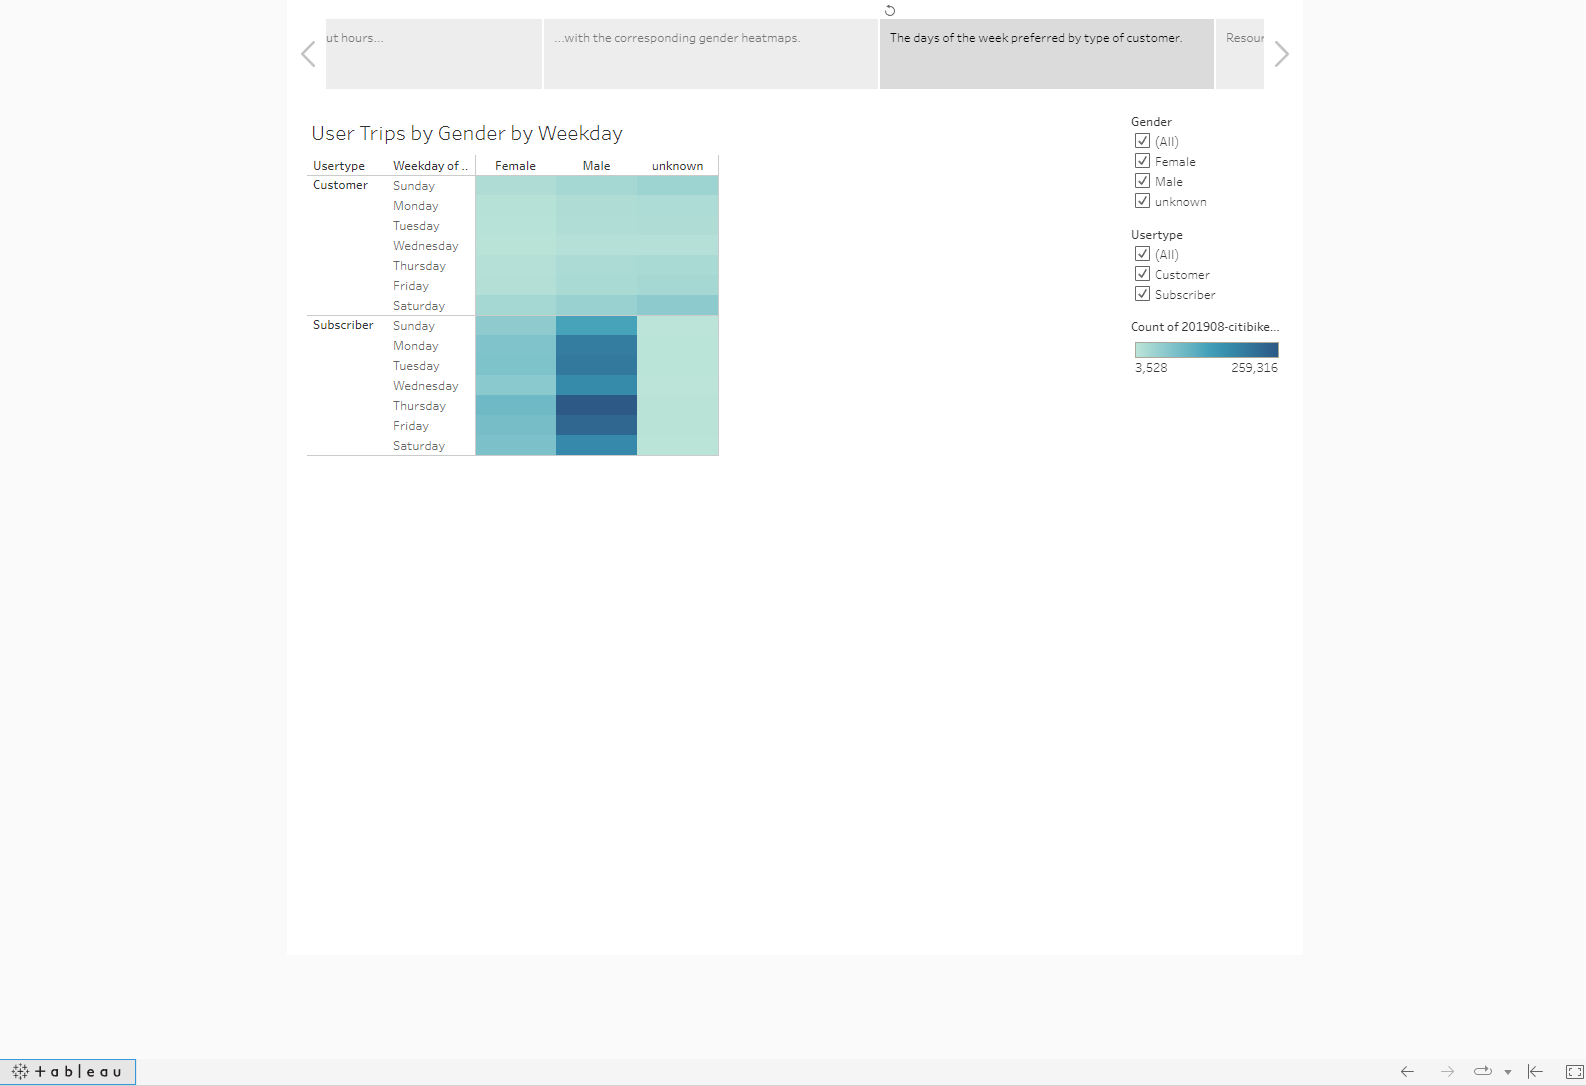 ut hours...
...with the corresponding gender heatmaps.
The days of the week preferred by type of customer.
Resour
User Trips by Gender by Weekday
Usertype Weekday of .. Female Male unknown
Customer Sunday
Monday
Tuesday
Wednesday
Thursday
Friday
Saturday
Subscriber Sunday
Monday
Tuesday
Wednesday
Thursday
Friday
Saturday
Gender
(All)
Female
Male
unknown
Usertype
(All)
Customer
Subscriber
Count of 201908-citibike...
3,528 259,316
+ableau